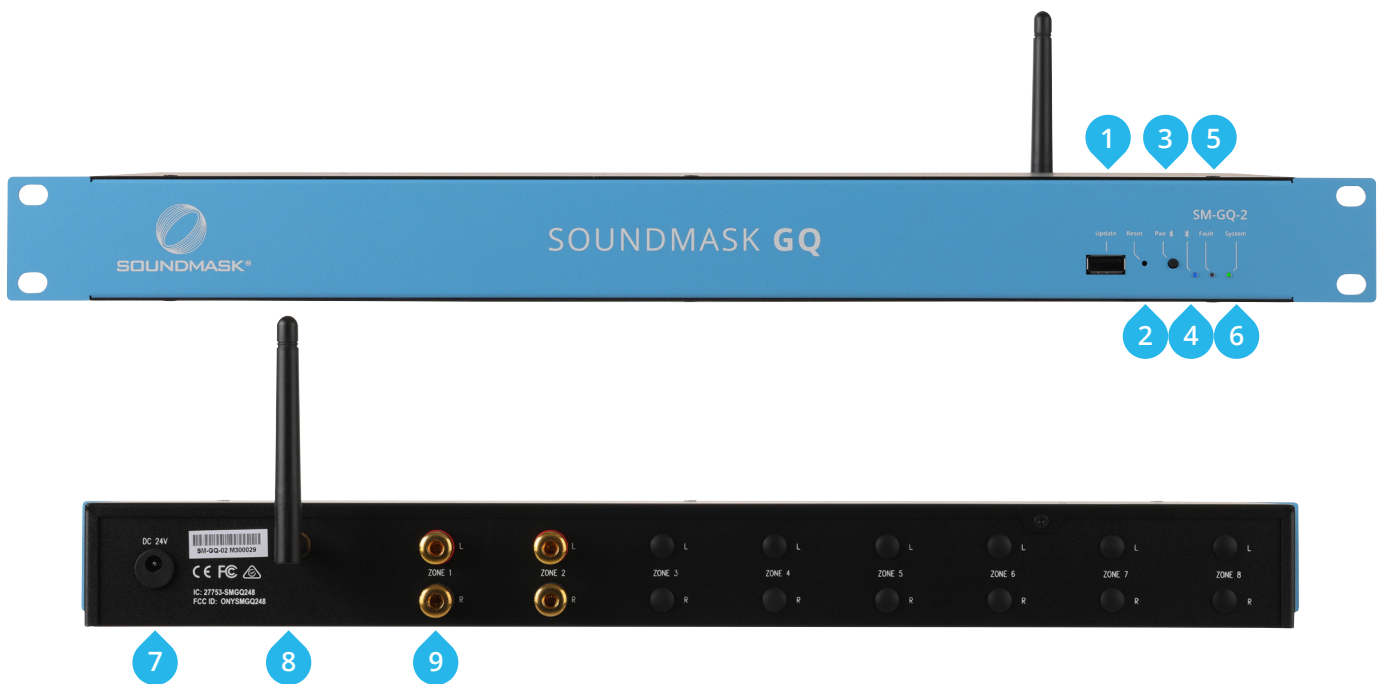 1 3 5
SM-GQ-2
Update Reset Pair Fault System
SOUNDMASK GQ
SOUNDMASK®
2 4 6
DC 24V
SM-GQ-02 M300029
CE FC
IC: 27753-SMGQ248
FCC ID: ONYSMGQ248
L L L L L L L L
ZONE 1 ZONE 2 ZONE 3 ZONE 4 ZONE 5 ZONE 6 ZONE 7 ZONE 8
R R R R R R R R
7 8 9